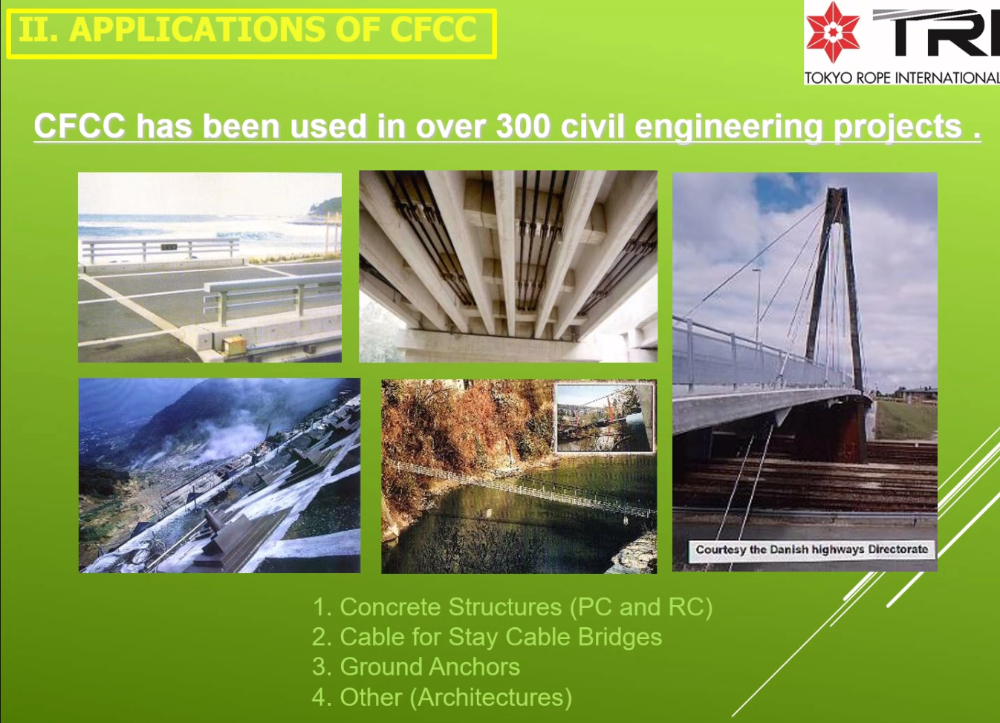 II. APPLICATIONS OF CFCC
TRI
TOKYO ROPE INTERNATIONAL
CFCC has been used in over 300 civil engineering projects .
Courtesy the Danish highways Directorate
1. Concrete Structures (PC and RC)
2. Cable for Stay Cable Bridges
3. Ground Anchors
4. Other (Architectures)